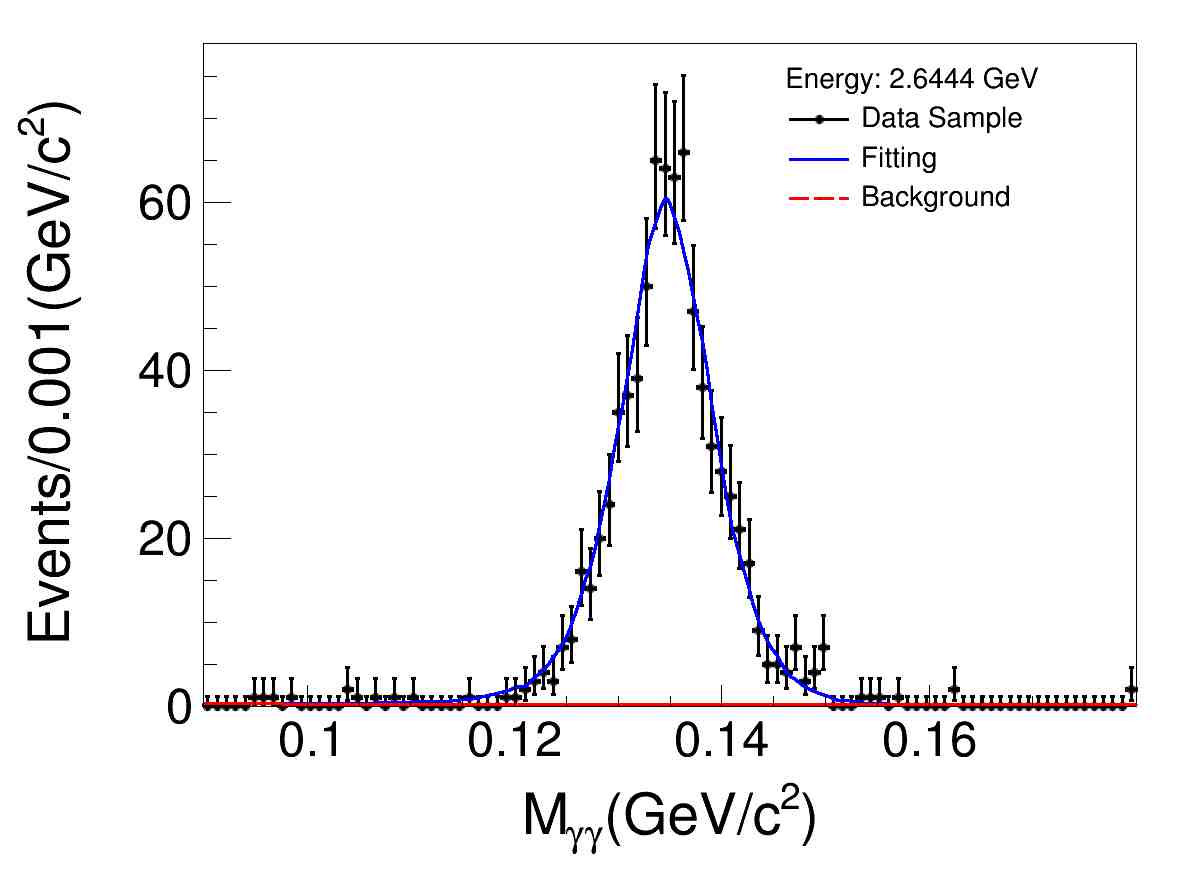 Energy: 2.6444 GeV
Data Sample
Fitting
Background
Events/0.001(GeV/c²)
60
40
20
0
0.1 0.12 0.14 0.16
Mγγ(GeV/c²)